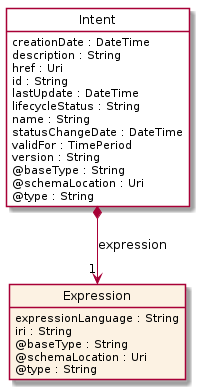 Intent
creationDate : DateTime
description : String
href : Uri
id : String
lastUpdate : DateTime
lifecycleStatus : String
name : String
statusChangeDate : DateTime
validFor : TimePeriod
version : String
@baseType : String
@schemaLocation : Uri
@type : String
expression
1
Expression
expressionLanguage : String
iri : String
@baseType : String
@schemaLocation : Uri
@type : String